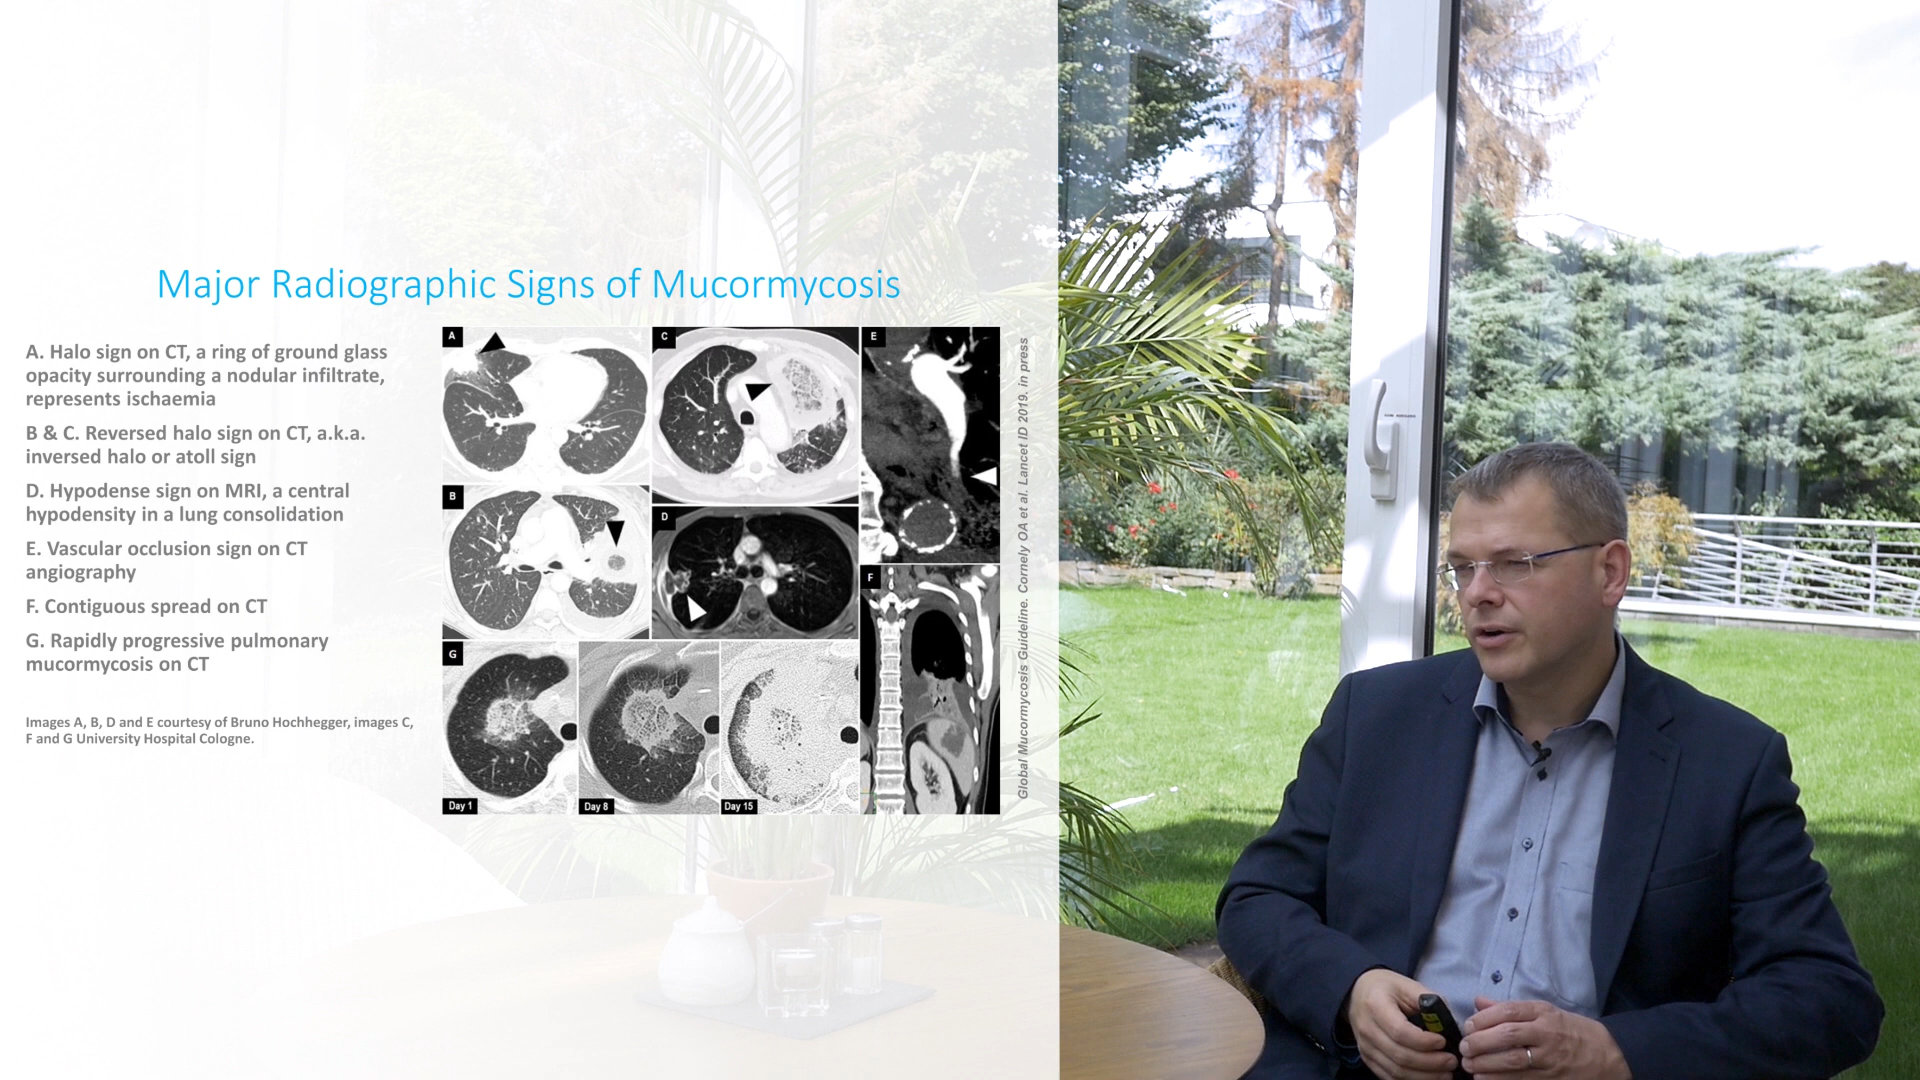 Major Radiographic Signs of Mucormycosis
A. Halo sign on CT, a ring of ground glass
opacity surrounding a nodular infiltrate,
represents ischaemia
B & C. Reversed halo sign on CT, a.k.a.
inversed halo or atoll sign
D. Hypodense sign on MRI, a central
hypodensity in a lung consolidation
E. Vascular occlusion sign on CT
angiography
F. Contiguous spread on CT
G. Rapidly progressive pulmonary
mucormycosis on CT
Images A, B, D and E courtesy of Bruno Hochhegger, images C,
F and G University Hospital Cologne.
A
C
E
B
D
F
G
Day 1
Day 8
Day 15
Global Mucormycosis Guideline. Cornely OA et al. Lancet ID 2019. in press